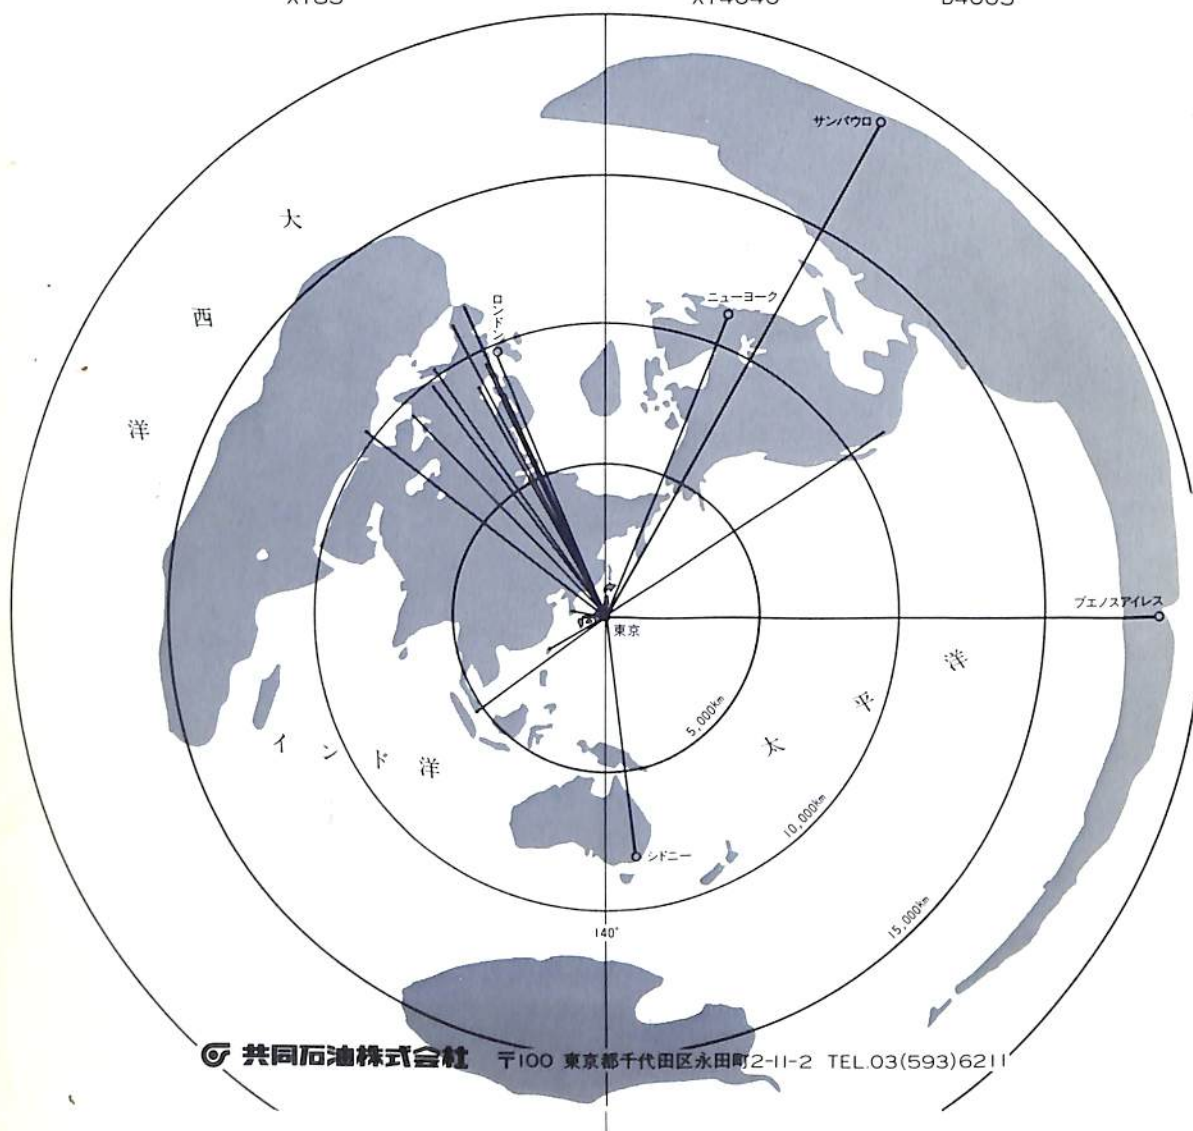 サンパウロ
大
西
洋
ロンドン
ニューヨーク
ブエノスアイレス
東京
洋
平
太
5,000km
インド洋
10,000km
シドニー
15,000km
140°
共同石油株式会社 〒100 東京都千代田区永田町2-11-2 TEL.03(593)6211